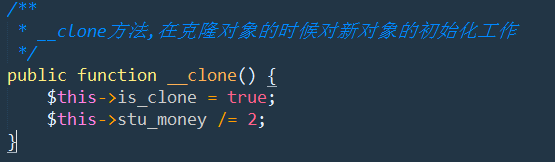 /**
 * __clone方法,在克隆对象的时候对新对象的初始化工作
 */
public function __clone() {
    $this->is_clone = true;
    $this->stu_money /= 2;
}